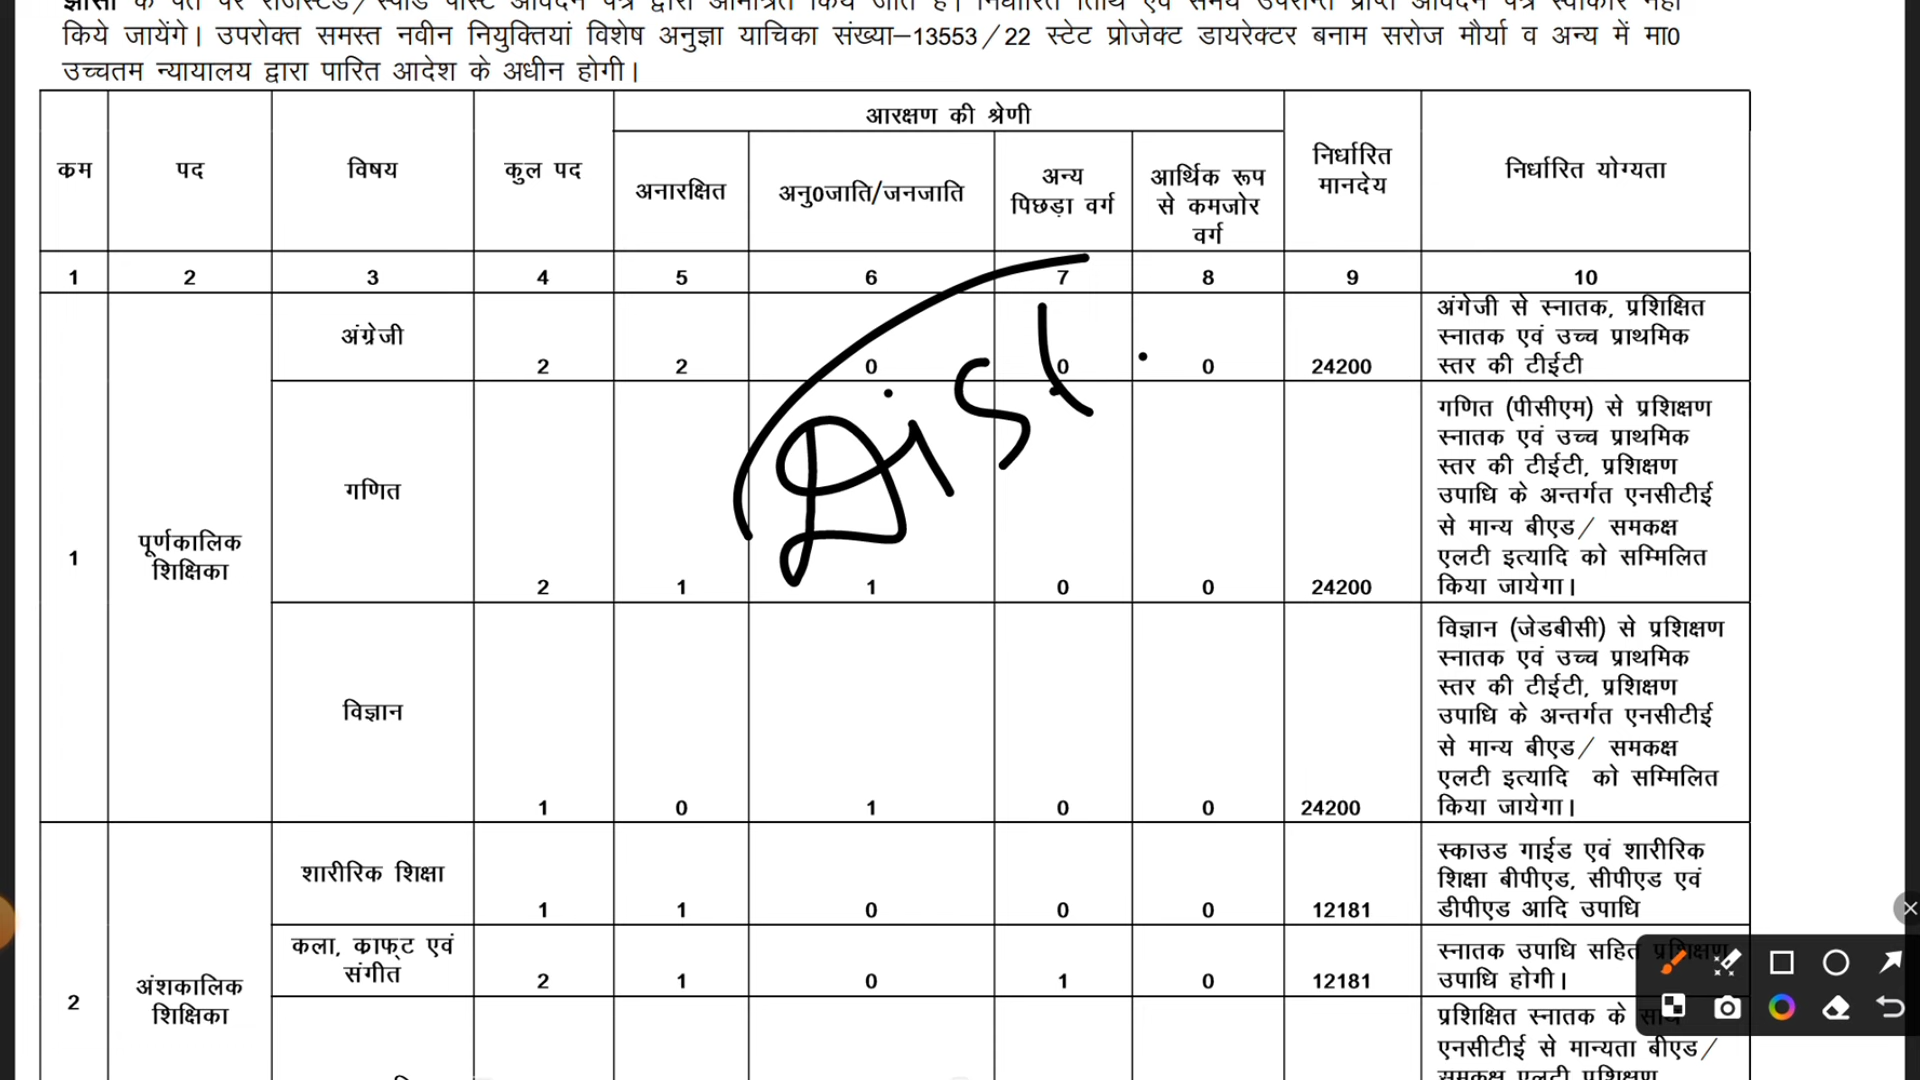 किये जायेंगे। उपरोक्त समस्त नवीन नियुक्तियां विशेष अनुज्ञा याचिका संख्या–13553/22 स्टेट प्रोजेक्ट डायरेक्टर बनाम सरोज मौर्या व अन्य में मा0
उच्चतम न्यायालय द्वारा पारित आदेश के अधीन होगी।
कम
पद
विषय
कुल पद
आरक्षण की श्रेणी
अनारक्षित
अनु0जाति/जनजाति
अन्य
पिछड़ा वर्ग
आर्थिक रूप
से कमजोर
वर्ग
निर्धारित
मानदेय
निर्धारित योग्यता
1 2 3 4 5 6 7 8 9 10
1
पूर्णकालिक
शिक्षिका
अंग्रेजी
2 2 0 0 0 24200
अंगेजी से स्नातक, प्रशिक्षित
स्नातक एवं उच्च प्राथमिक
स्तर की टीईटी
Dist.
गणित
2 1 1 0 0 24200
गणित (पीसीएम) से प्रशिक्षण
स्नातक एवं उच्च प्राथमिक
स्तर की टीईटी, प्रशिक्षण
उपाधि के अन्तर्गत एनसीटीई
से मान्य बीएड/ समकक्ष
एलटी इत्यादि को सम्मिलित
किया जायेगा।
विज्ञान
1 0 1 0 0 24200
विज्ञान (जेडबीसी) से प्रशिक्षण
स्नातक एवं उच्च प्राथमिक
स्तर की टीईटी, प्रशिक्षण
उपाधि के अन्तर्गत एनसीटीई
से मान्य बीएड/ समकक्ष
एलटी इत्यादि को सम्मिलित
किया जायेगा।
2
अंशकालिक
शिक्षिका
शारीरिक शिक्षा
1 1 0 0 0 12181
स्काउड गाईड एवं शारीरिक
शिक्षा बीपीएड, सीपीएड एवं
डीपीएड आदि उपाधि
कला, काफ्ट एवं
संगीत
2 1 0 1 0 12181
स्नातक उपाधि सहित प्रशिक्षण
उपाधि होगी।
प्रशिक्षित स्नातक के साथ
एनसीटीई से मान्यता बीएड/